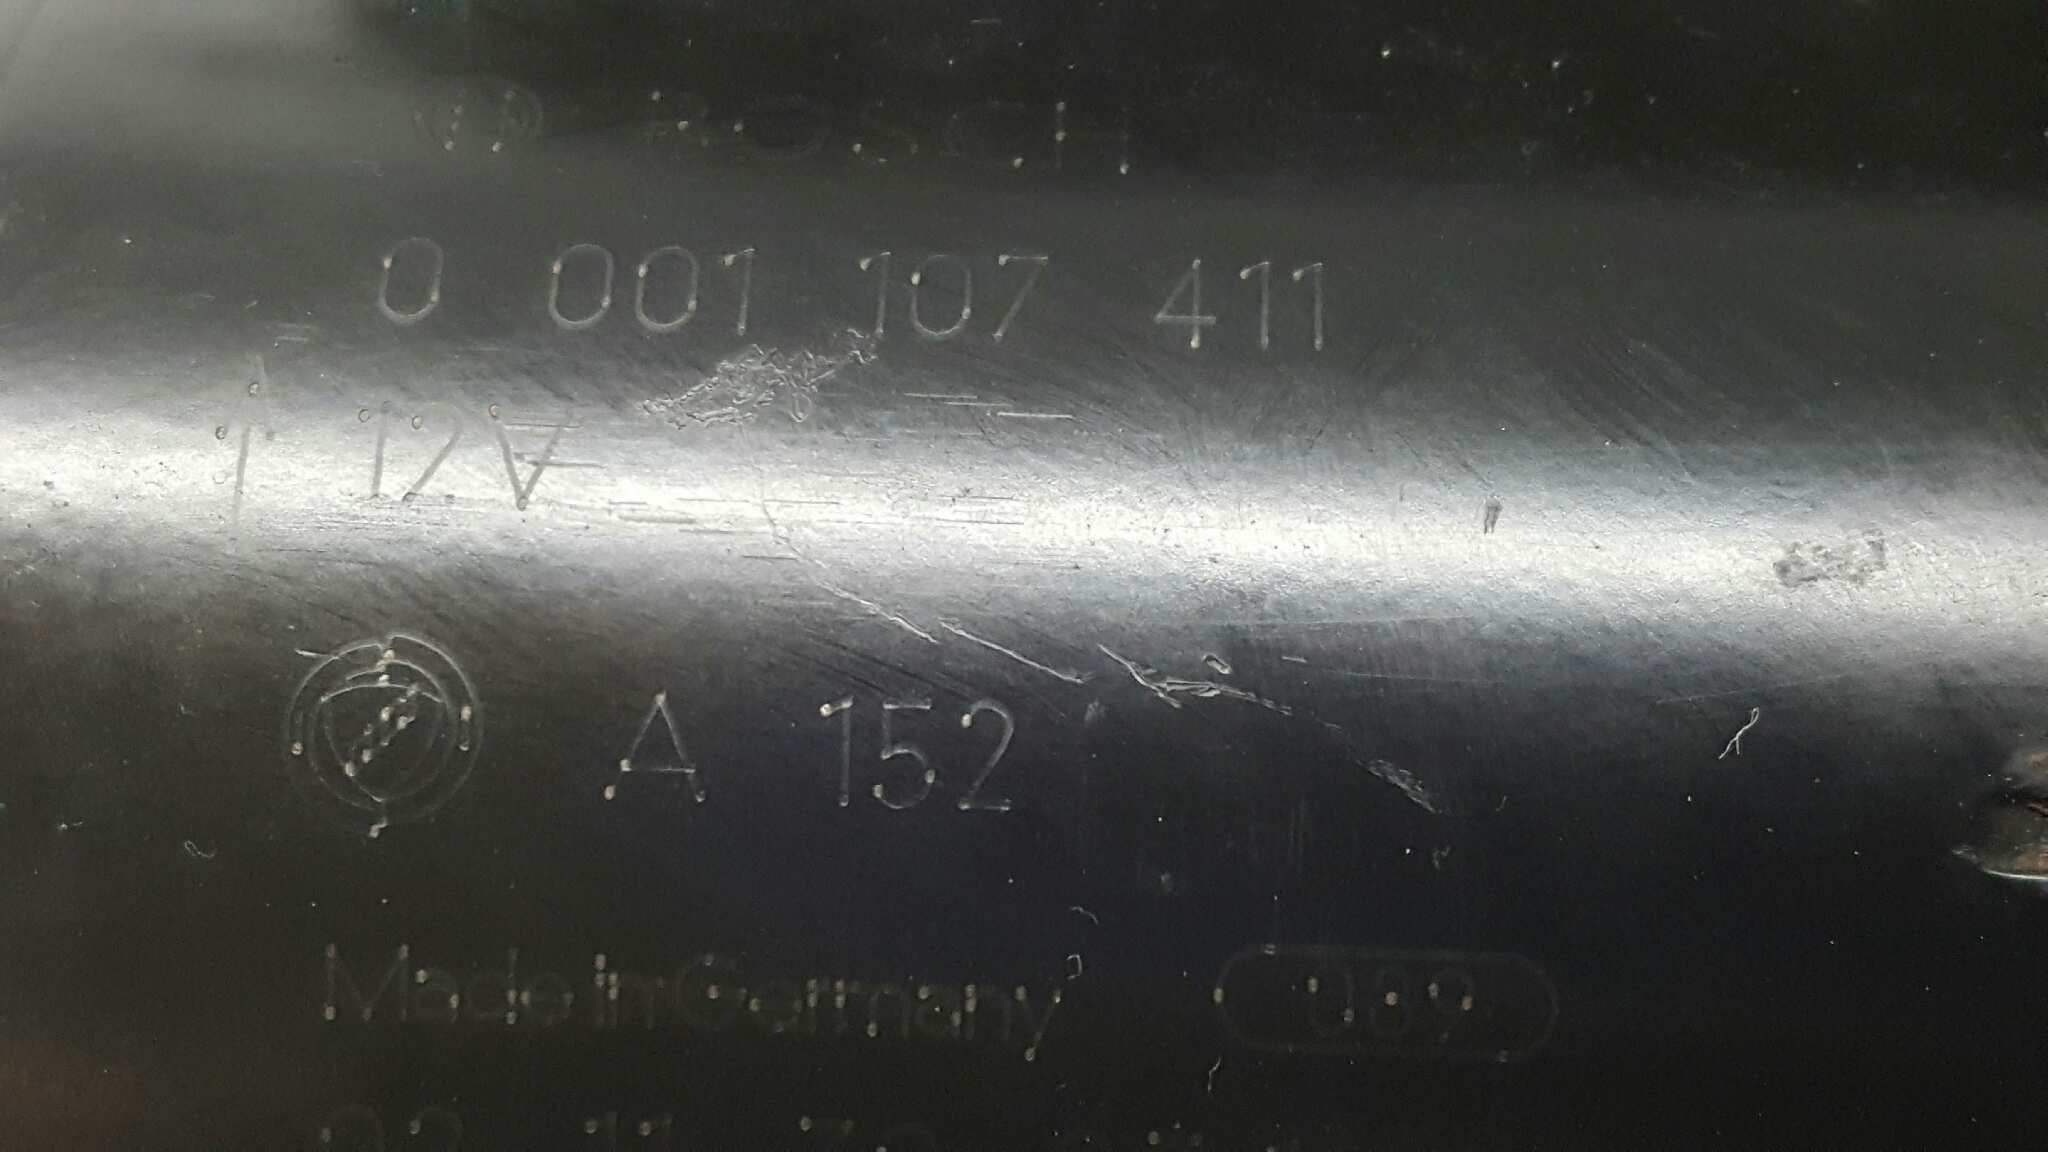 BOSCH
0 001 107 411
12V
A 152
Made in Germany 089